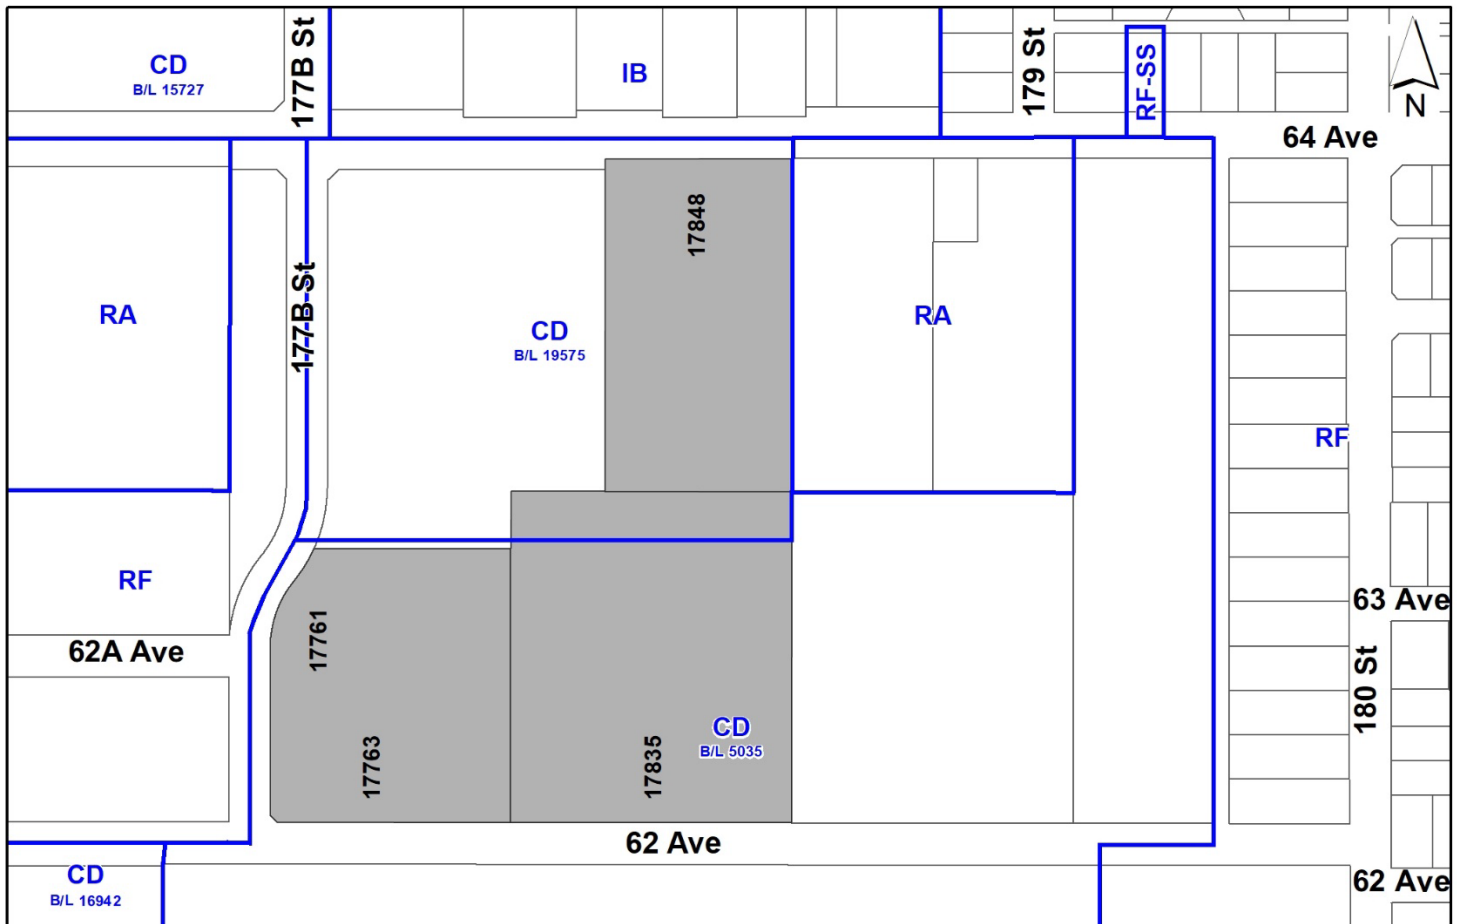 CD
B/L 15727
177B St
IB
179 St
RF-SS
N
64 Ave
RA
177B St
CD
B/L 19575
17848
RA
RF
RF
62A Ave
17761
17763
17835
CD
B/L 5035
63 Ave
180 St
62 Ave
CD
B/L 16942
62 Ave